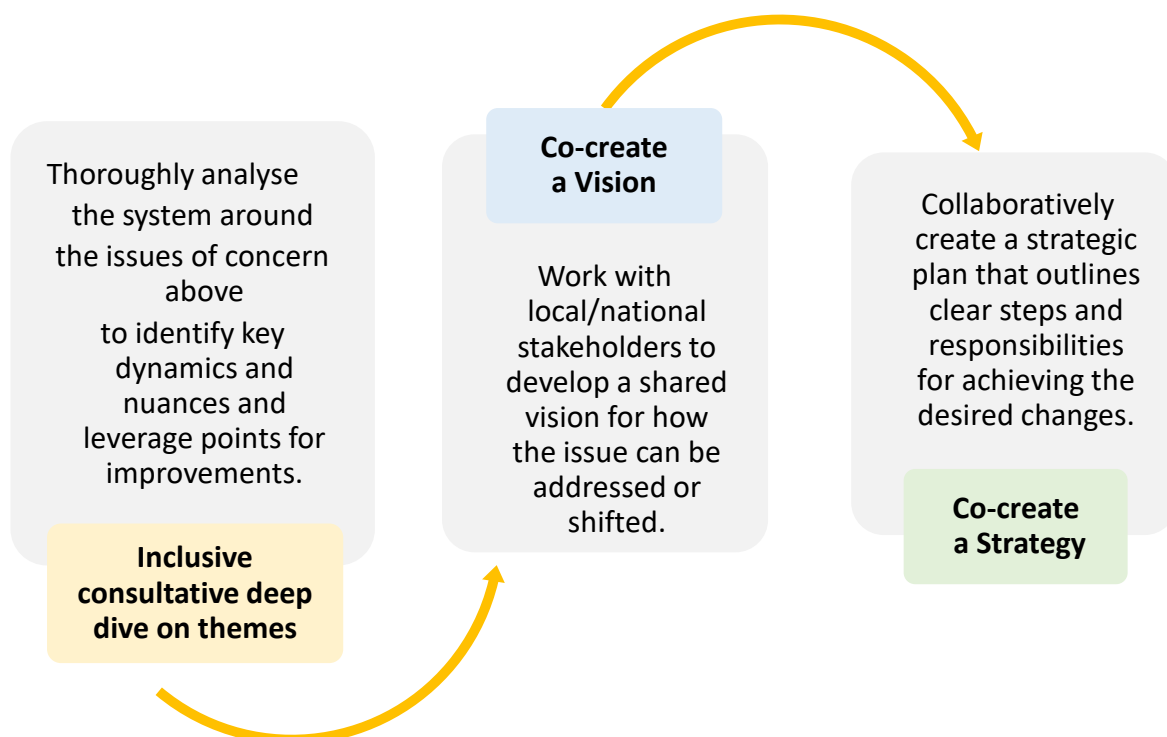 Thoroughly analyse
the system around
the issues of concern
above
to identify key
dynamics and
nuances and
leverage points for
improvements.
Inclusive
consultative deep
dive on themes
Co-create
a Vision
Work with
local/national
stakeholders to
develop a shared
vision for how
the issue can be
addressed or
shifted.
Collaboratively
create a strategic
plan that outlines
clear steps and
responsibilities
for achieving the
desired changes.
Co-create
a Strategy